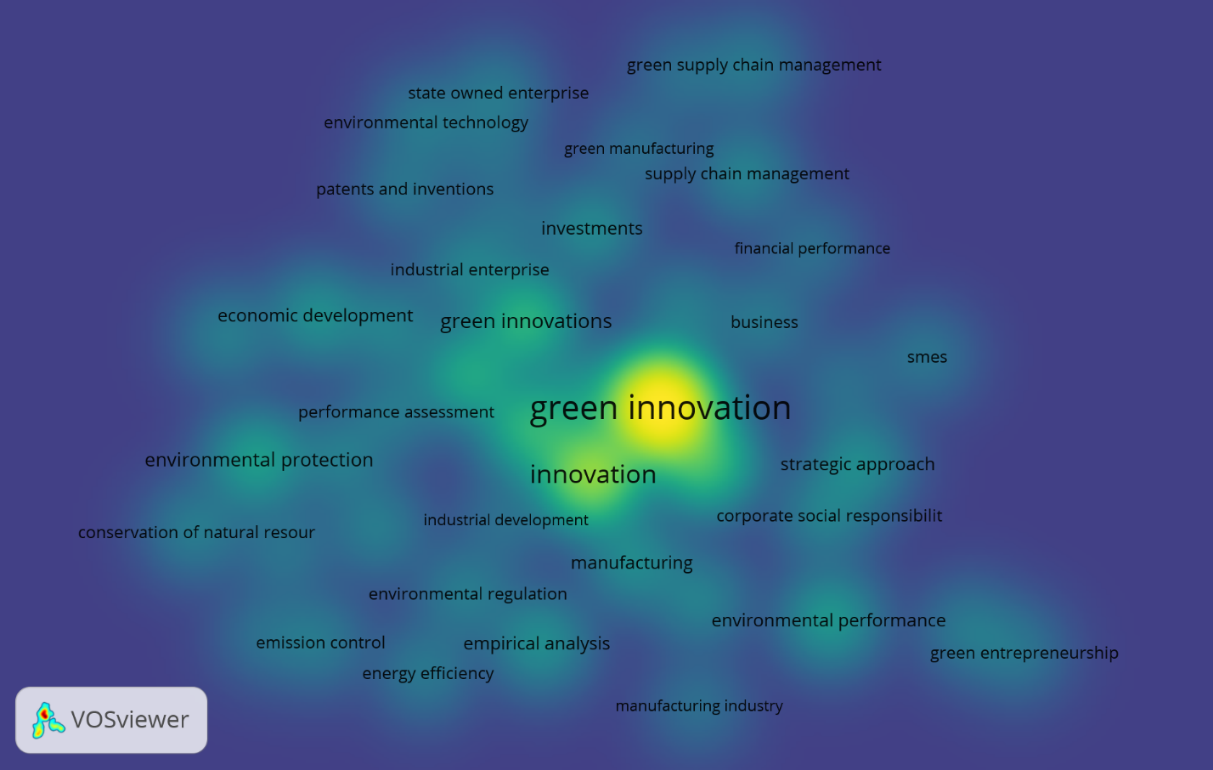 green supply chain management
state owned enterprise
environmental technology
green manufacturing
supply chain management
patents and inventions
investments
financial performance
industrial enterprise
economic development
green innovations
business
smes
green innovation
performance assessment
environmental protection
strategic approach
innovation
corporate social responsibilit
industrial development
conservation of natural resour
manufacturing
environmental regulation
environmental performance
emission control
empirical analysis
green entrepreneurship
energy efficiency
manufacturing industry
VOSviewer